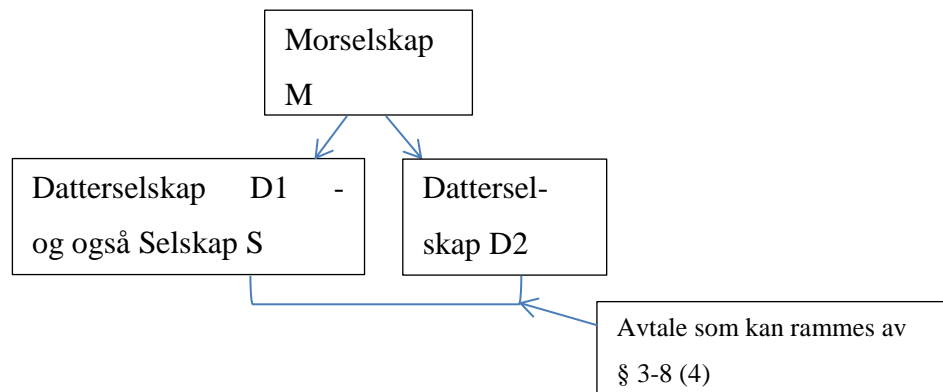 Morselskap
M
Datterselskap D1 -
og også Selskap S
Dattersel-
skap D2
Avtale som kan rammes av
§ 3-8 (4)